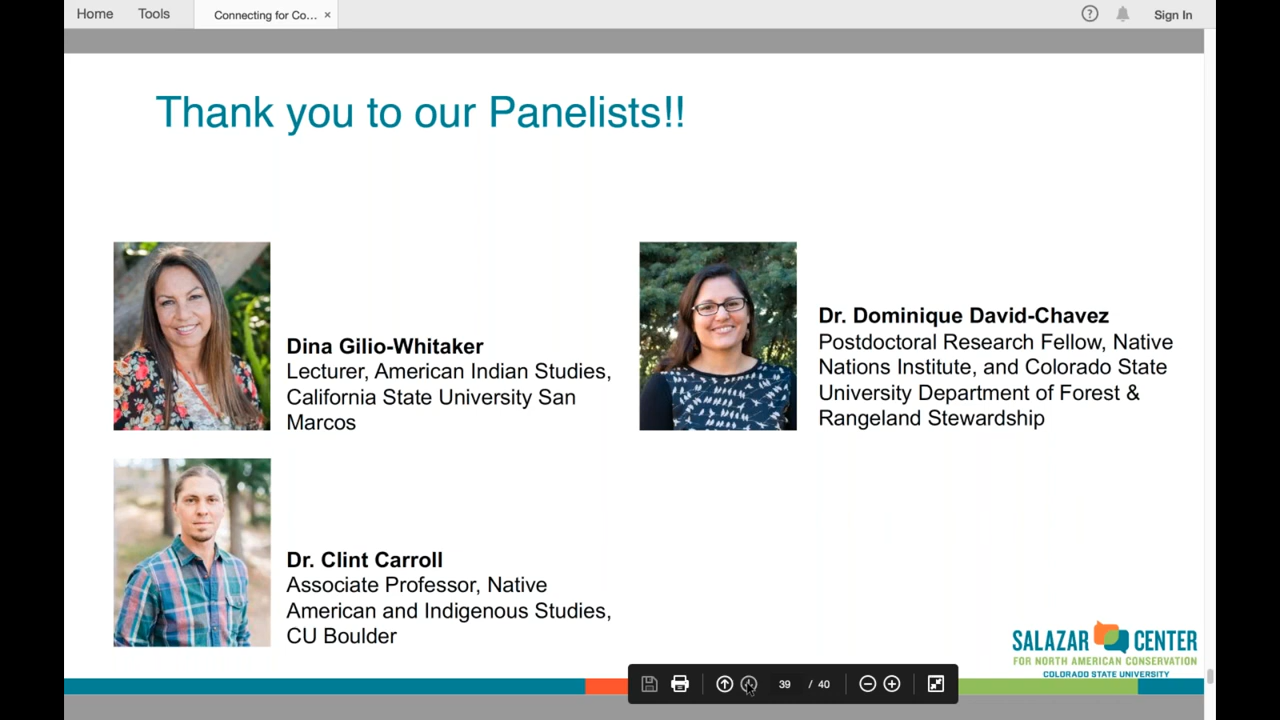 Home
Tools
Connecting for Co... ×
?
Sign In
Thank you to our Panelists!!
Dina Gilio-Whitaker
Lecturer, American Indian Studies,
California State University San
Marcos
Dr. Dominique David-Chavez
Postdoctoral Research Fellow, Native
Nations Institute, and Colorado State
University Department of Forest &
Rangeland Stewardship
Dr. Clint Carroll
Associate Professor, Native
American and Indigenous Studies,
CU Boulder
SALAZAR CENTER
FOR NORTH AMERICAN CONSERVATION
COLORADO STATE UNIVERSITY
39 / 40